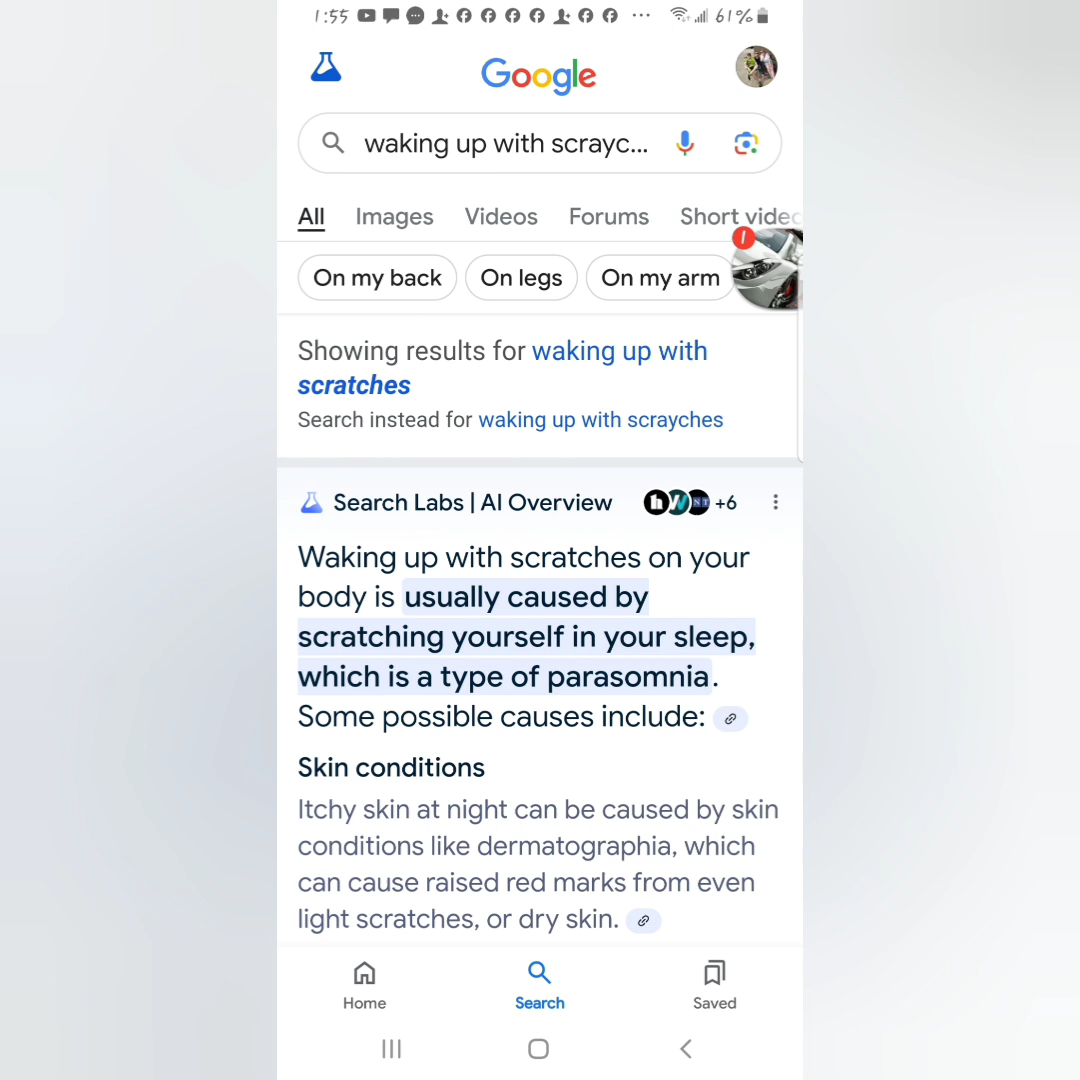 1:55 61%
Google
waking up with scrayc...
All Images Videos Forums Short videc
1
On my back On legs On my arm
Showing results for waking up with
scratches
Search instead for waking up with scrayches
Search Labs | AI Overview h NT +6
Waking up with scratches on your
body is usually caused by
scratching yourself in your sleep,
which is a type of parasomnia.
Some possible causes include:
Skin conditions
Itchy skin at night can be caused by skin
conditions like dermatographia, which
can cause raised red marks from even
light scratches, or dry skin.
Home Search Saved